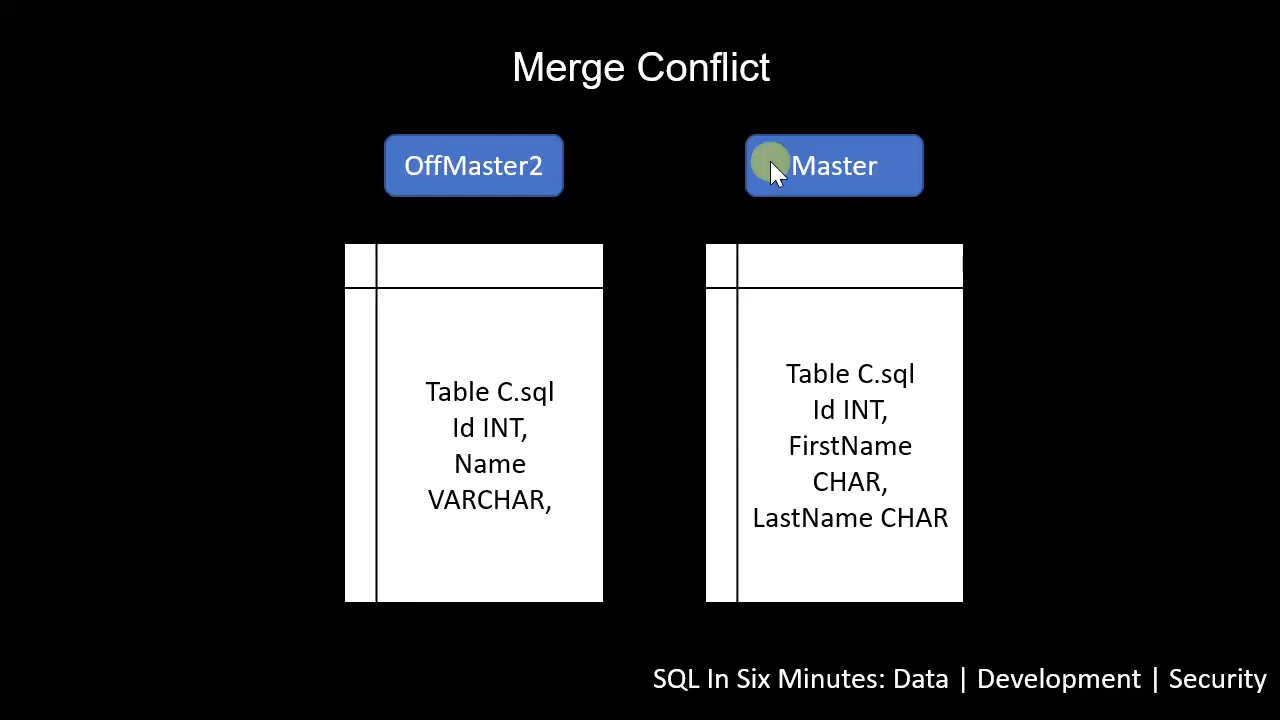 Merge Conflict
OffMaster2
Master
Table C.sql
Id INT,
Name
VARCHAR,
Table C.sql
Id INT,
FirstName
CHAR,
LastName CHAR
SQL In Six Minutes: Data | Development | Security